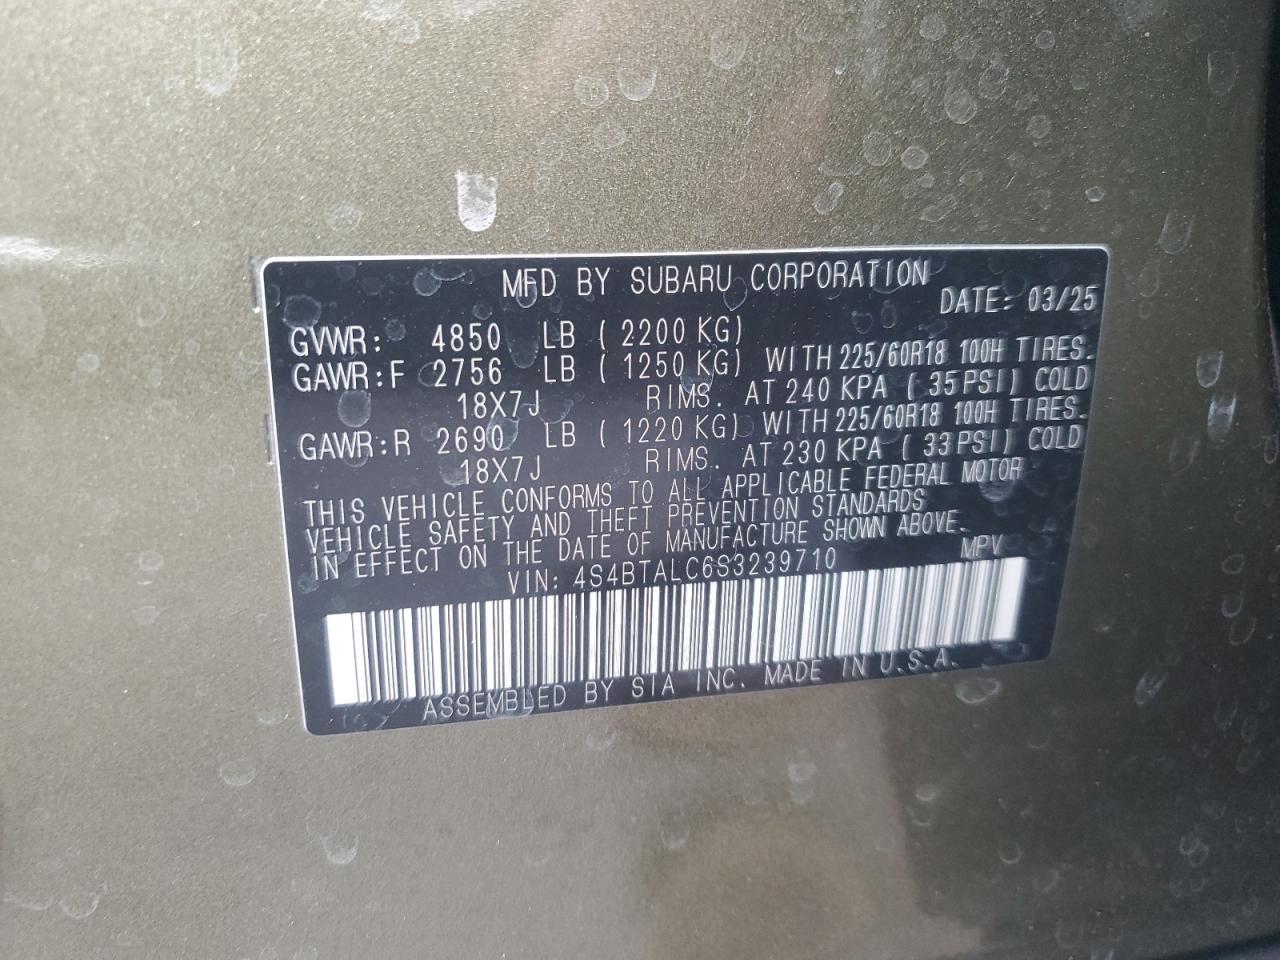 MFD BY SUBARU CORPORATION
DATE: 03/25
GVWR: 4850 LB ( 2200 KG)
GAWR:F 2756 LB ( 1250 KG) WITH 225/60R18 100H TIRES.
18X7J RIMS. AT 240 KPA ( 35 PSI) COLD
GAWR:R 2690 LB ( 1220 KG) WITH 225/60R18 100H TIRES.
18X7J RIMS. AT 230 KPA ( 33 PSI) COLD
THIS VEHICLE CONFORMS TO ALL APPLICABLE FEDERAL MOTOR
VEHICLE SAFETY AND THEFT PREVENTION STANDARDS
IN EFFECT ON THE DATE OF MANUFACTURE SHOWN ABOVE.
VIN: 4S4BTALC6S3239710 MPV
ASSEMBLED BY SIA INC. MADE IN U.S.A.